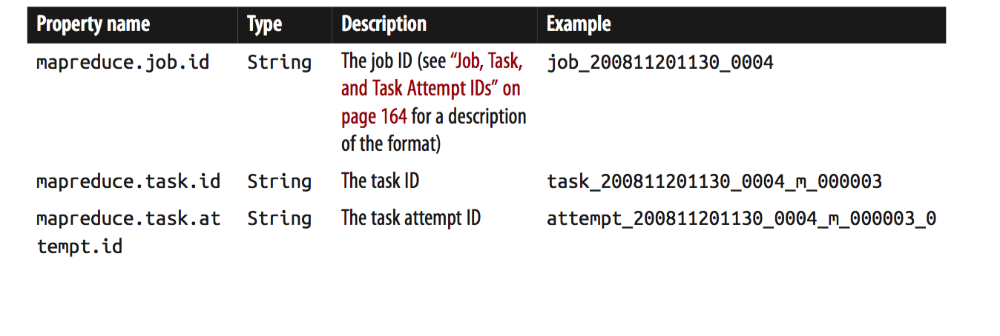 Property name Type Description Example
mapreduce.job.id String The job ID (see “Job, Task, job_200811201130_0004
and Task Attempt IDs” on
page 164 for a description
of the format)
mapreduce.task.id String The task ID task_200811201130_0004_m_000003
mapreduce.task.at String The task attempt ID attempt_200811201130_0004_m_000003_0
tempt.id